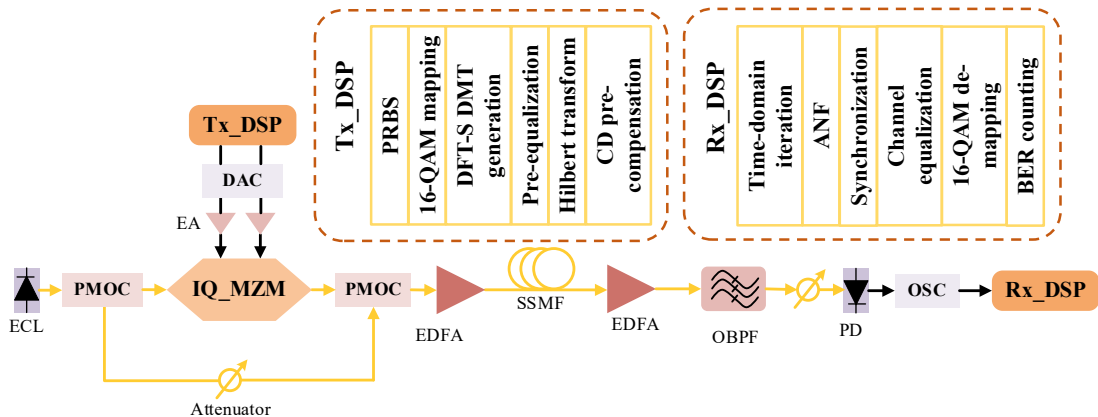 Tx_DSP
PRBS
16-QAM mapping
DFT-S DMT
generation
Pre-equalization
Hilbert transform
CD pre-
compensation
Rx_DSP
Time-domain
iteration
ANF
Synchronization
Channel
equalization
16-QAM de-
mapping
BER counting
Tx_DSP
DAC
EA
ECL
PMOC
IQ_MZM
PMOC
Attenuator
EDFA
SSMF
EDFA
OBPF
PD
OSC
Rx_DSP